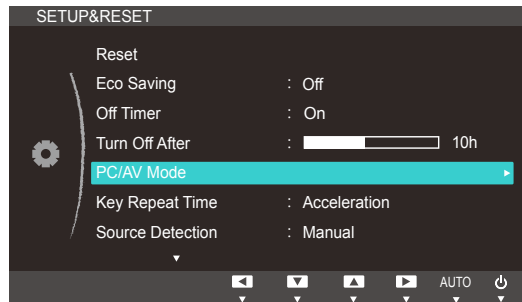 SETUP&RESET
Reset
Eco Saving : Off
Off Timer : On
Turn Off After : 10h
PC/AV Mode
Key Repeat Time : Acceleration
Source Detection : Manual
AUTO